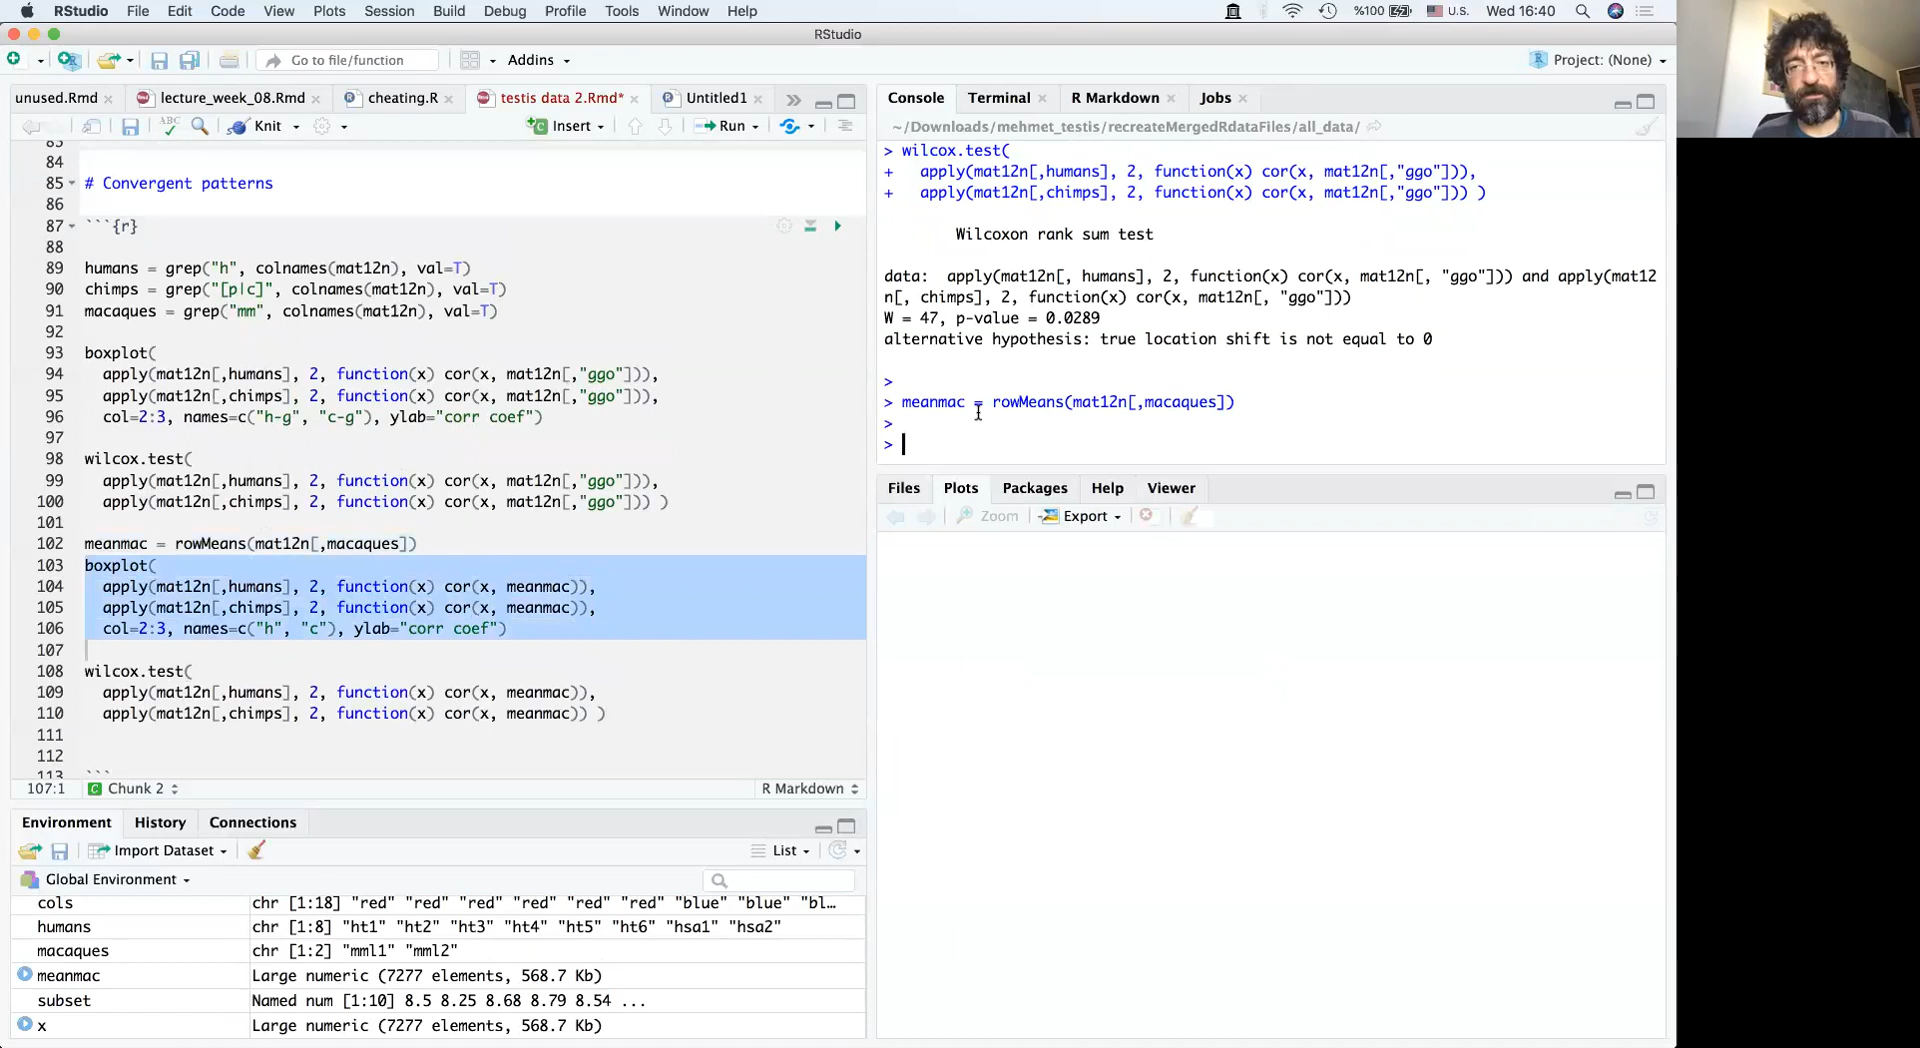 RStudio File Edit Code View Plots Session Build Debug Profile Tools Window Help %100 U.S. Wed 16:40
RStudio
Go to file/function Addins Project: (None)
unused.Rmd lecture_week_08.Rmd cheating.R testis data 2.Rmd* Untitled1
ABC Knit Insert Run
84
85 # Convergent patterns
86
87 ```{r}
88
89 humans = grep("h", colnames(mat12n), val=T)
90 chimps = grep("[p|c]", colnames(mat12n), val=T)
91 macaques = grep("mm", colnames(mat12n), val=T)
92
93 boxplot(
94 apply(mat12n[,humans], 2, function(x) cor(x, mat12n[,"ggo"])),
95 apply(mat12n[,chimps], 2, function(x) cor(x, mat12n[,"ggo"])),
96 col=2:3, names=c("h-g", "c-g"), ylab="corr coef")
97
98 wilcox.test(
99 apply(mat12n[,humans], 2, function(x) cor(x, mat12n[,"ggo"])),
100 apply(mat12n[,chimps], 2, function(x) cor(x, mat12n[,"ggo"])) )
101
102 meanmac = rowMeans(mat12n[,macaques])
103 boxplot(
104 apply(mat12n[,humans], 2, function(x) cor(x, meanmac)),
105 apply(mat12n[,chimps], 2, function(x) cor(x, meanmac)),
106 col=2:3, names=c("h", "c"), ylab="corr coef")
107
108 wilcox.test(
109 apply(mat12n[,humans], 2, function(x) cor(x, meanmac)),
110 apply(mat12n[,chimps], 2, function(x) cor(x, meanmac)) )
111
112
113 ```
107:1 Chunk 2 R Markdown
Environment History Connections
Import Dataset List
Global Environment
cols chr [1:18] "red" "red" "red" "red" "red" "red" "blue" "blue" "bl…
humans chr [1:8] "ht1" "ht2" "ht3" "ht4" "ht5" "ht6" "hsa1" "hsa2"
macaques chr [1:2] "mml1" "mml2"
meanmac Large numeric (7277 elements, 568.7 Kb)
subset Named num [1:10] 8.5 8.25 8.68 8.79 8.54 ...
x Large numeric (7277 elements, 568.7 Kb)
Console Terminal R Markdown Jobs
~/Downloads/mehmet_testis/recreateMergedRdataFiles/all_data/
> wilcox.test(
+ apply(mat12n[,humans], 2, function(x) cor(x, mat12n[,"ggo"])),
+ apply(mat12n[,chimps], 2, function(x) cor(x, mat12n[,"ggo"])) )
Wilcoxon rank sum test
data: apply(mat12n[, humans], 2, function(x) cor(x, mat12n[, "ggo"])) and apply(mat12
n[, chimps], 2, function(x) cor(x, mat12n[, "ggo"]))
W = 47, p-value = 0.0289
alternative hypothesis: true location shift is not equal to 0
>
> meanmac = rowMeans(mat12n[,macaques])
>
>
Files Plots Packages Help Viewer
Zoom Export